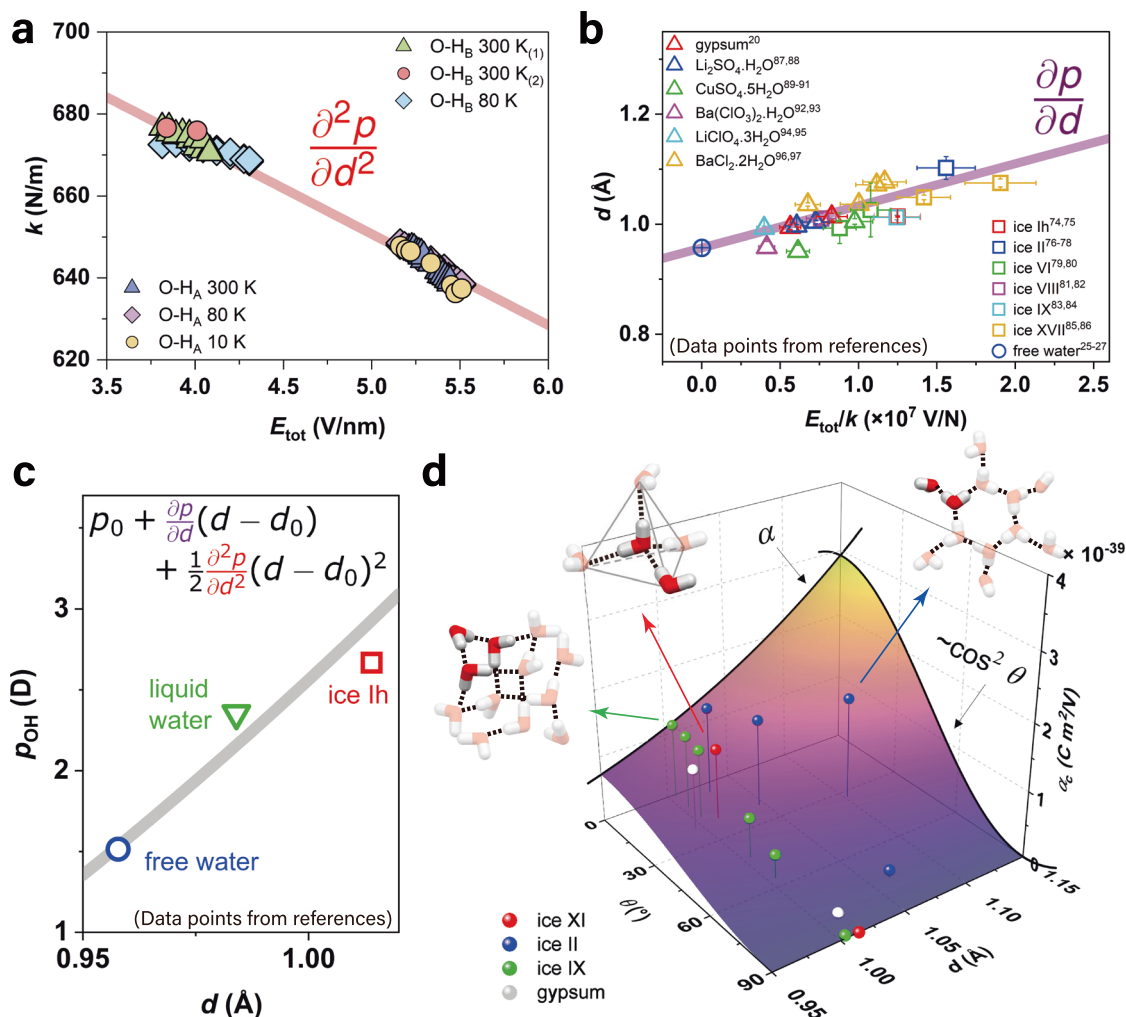 a
700
680
660
640
620
k (N/m)
3.5 4.0 4.5 5.0 5.5 6.0
E_tot (V/nm)
O-H_B 300 K_(1)
O-H_B 300 K_(2)
O-H_B 80 K
∂²p
∂d²
O-H_A 300 K
O-H_A 80 K
O-H_A 10 K
b
1.2
1.0
0.8
d (Å)
0.0 0.5 1.0 1.5 2.0 2.5
E_tot/k (×10⁷ V/N)
gypsum²⁰
Li₂SO₄.H₂O⁸⁷,⁸⁸
CuSO₄.5H₂O⁸⁹⁻⁹¹
Ba(ClO₃)₂.H₂O⁹²,⁹³
LiClO₄.3H₂O⁹⁴,⁹⁵
BaCl₂.2H₂O⁹⁶,⁹⁷
∂p
∂d
ice Ih⁷⁴,⁷⁵
ice II⁷⁶⁻⁷⁸
ice VI⁷⁹,⁸⁰
ice VIII⁸¹,⁸²
ice IX⁸³,⁸⁴
ice XVII⁸⁵,⁸⁶
free water²⁵⁻²⁷
(Data points from references)
c
p₀ + ∂p/∂d (d − d₀)
+ 1/2 ∂²p/∂d² (d − d₀)²
3
2
1
p_OH (D)
0.95 1.00
d (Å)
liquid
water
ice Ih
free water
(Data points from references)
d
α
~cos² θ
× 10⁻³⁹
4
3
2
1
0
α_c (C m²/V)
0
30
60
90
θ(°)
0.95
1.00
1.05
1.10
1.15
d (Å)
ice XI
ice II
ice IX
gypsum